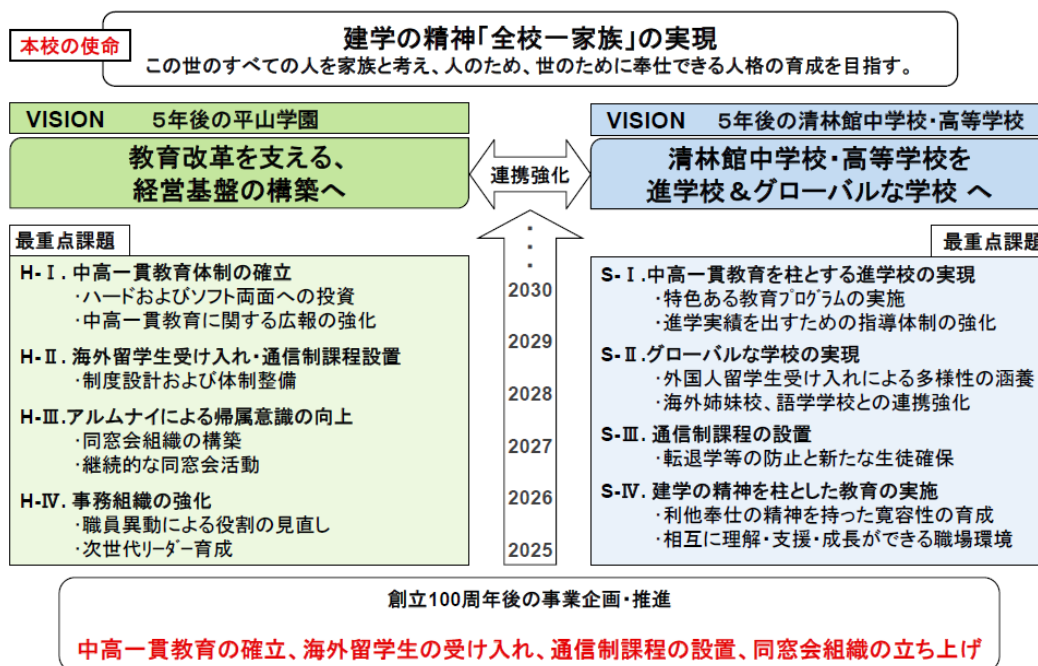 本校の使命
建学の精神「全校一家族」の実現
この世のすべての人を家族と考え、人のため、世のために奉仕できる人格の育成を目指す。
VISION 5年後の平山学園
教育改革を支える、
経営基盤の構築へ
連携強化
VISION 5年後の清林館中学校・高等学校
清林館中学校・高等学校を
進学校＆グローバルな学校 へ
最重点課題
H-Ⅰ. 中高一貫教育体制の確立
・ハードおよびソフト両面への投資
・中高一貫教育に関する広報の強化
H-Ⅱ. 海外留学生受け入れ・通信制課程設置
・制度設計および体制整備
H-Ⅲ. アルムナイによる帰属意識の向上
・同窓会組織の構築
・継続的な同窓会活動
H-Ⅳ. 事務組織の強化
・職員異動による役割の見直し
・次世代リーダー育成
2030
2029
2028
2027
2026
2025
最重点課題
S-Ⅰ. 中高一貫教育を柱とする進学校の実現
・特色ある教育プログラムの実施
・進学実績を出すための指導体制の強化
S-Ⅱ. グローバルな学校の実現
・外国人留学生受け入れによる多様性の涵養
・海外姉妹校、語学学校との連携強化
S-Ⅲ. 通信制課程の設置
・転退学等の防止と新たな生徒確保
S-Ⅳ. 建学の精神を柱とした教育の実施
・利他奉仕の精神を持った寛容性の育成
・相互に理解・支援・成長ができる職場環境
創立100周年後の事業企画・推進
中高一貫教育の確立、海外留学生の受け入れ、通信制課程の設置、同窓会組織の立ち上げ